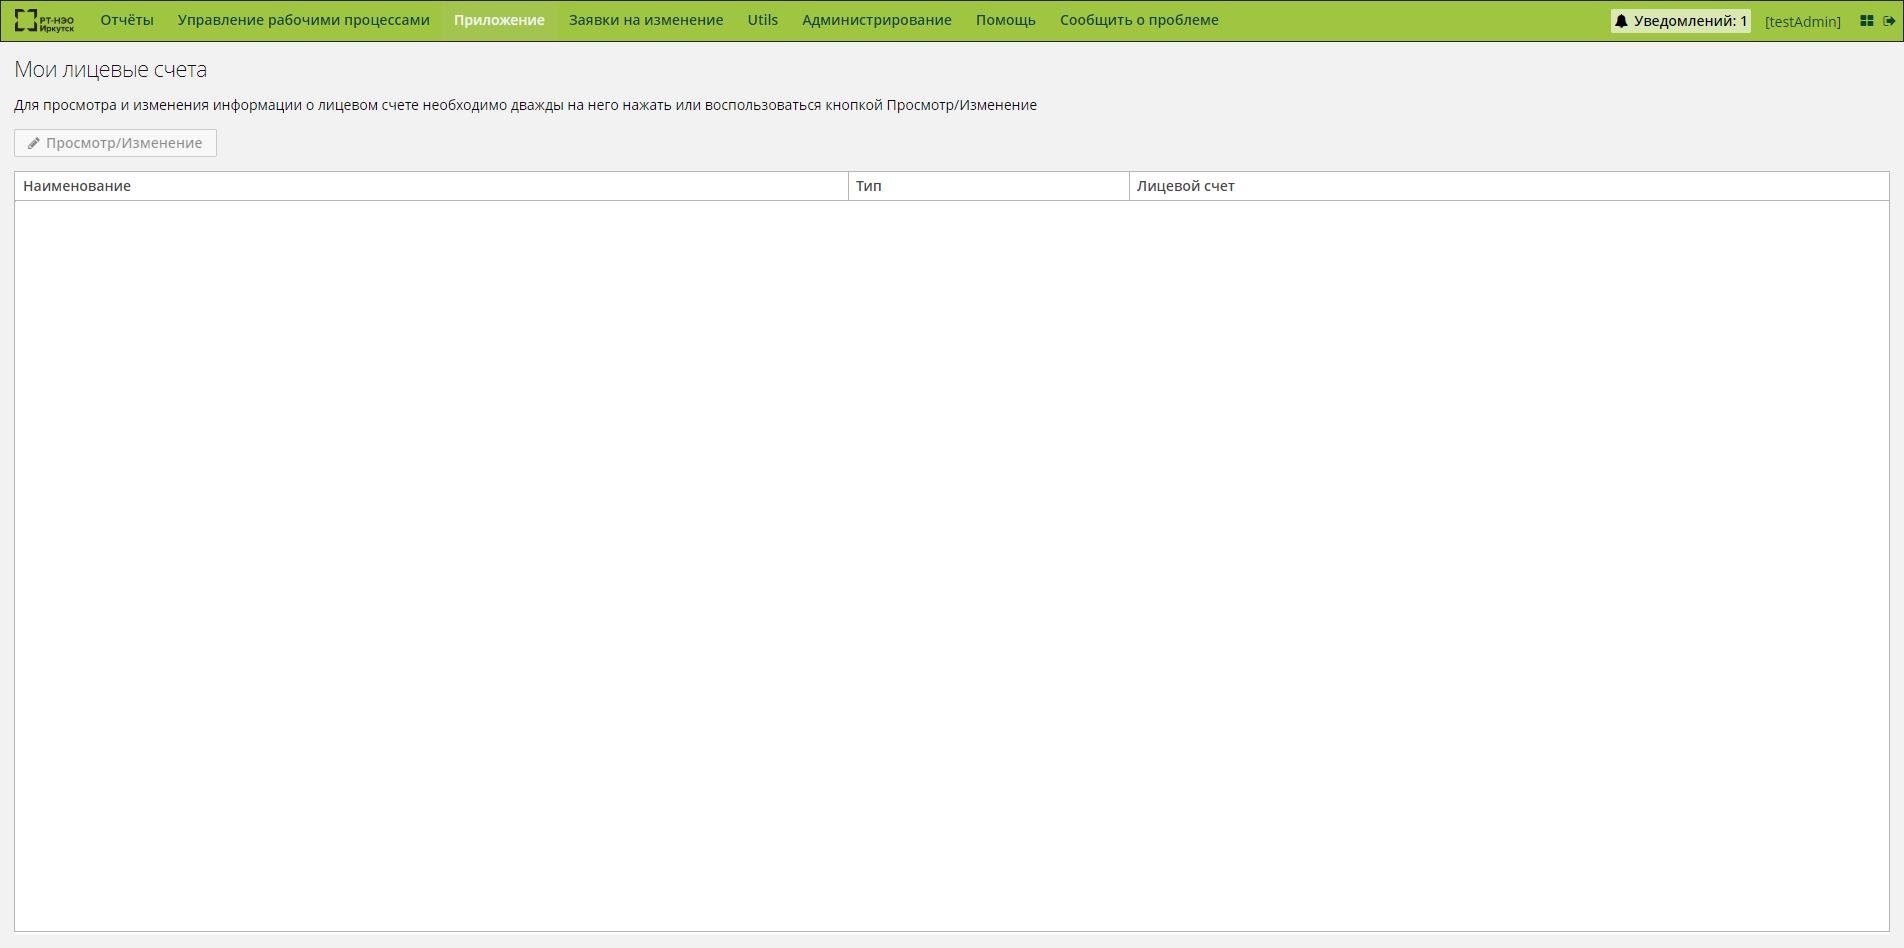 РТ-НЭО
Иркутск
Отчёты Управление рабочими процессами Приложение Заявки на изменение Utils Администрирование Помощь Сообщить о проблеме Уведомлений: 1 [testAdmin]
Мои лицевые счета
Для просмотра и изменения информации о лицевом счете необходимо дважды на него нажать или воспользоваться кнопкой Просмотр/Изменение
Просмотр/Изменение
Наименование Тип Лицевой счет